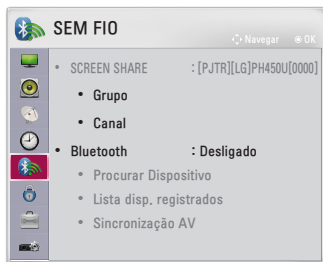 SEM FIO
Navegar OK
• SCREEN SHARE : [PJTR][LG]PH450U[0000]
• Grupo
• Canal
• Bluetooth : Desligado
• Procurar Dispositivo
• Lista disp. registrados
• Sincronização AV